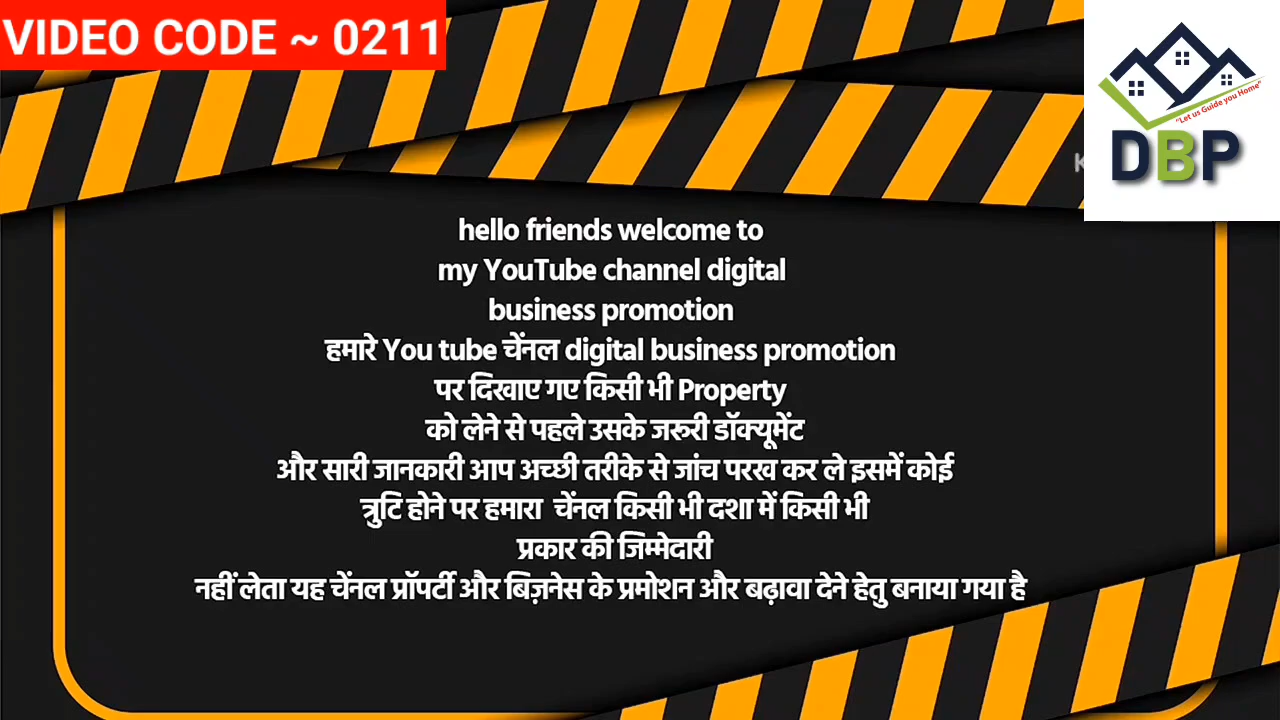 VIDEO CODE ~ 0211
"Let us Guide you Home"
DBP
hello friends welcome to
my YouTube channel digital
business promotion
हमारे You tube चेंनल digital business promotion
पर दिखाए गए किसी भी Property
को लेने से पहले उसके जरूरी डॉक्यूमेंट
और सारी जानकारी आप अच्छी तरीके से जांच परख कर ले इसमें कोई
त्रुटि होने पर हमारा चेंनल किसी भी दशा में किसी भी
प्रकार की जिम्मेदारी
नहीं लेता यह चेंनल प्रॉपर्टी और बिज़नेस के प्रमोशन और बढ़ावा देने हेतु बनाया गया है